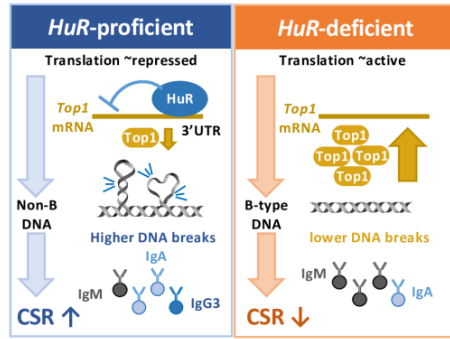 HuR-proficient
Translation ~repressed
HuR
Top1
mRNA
3'UTR
Top1
Non-B
DNA
Higher DNA breaks
IgA
IgM
IgG3
CSR ↑
HuR-deficient
Translation ~active
Top1
mRNA
Top1
Top1 Top1
Top1
B-type
DNA
lower DNA breaks
IgM
IgA
CSR ↓